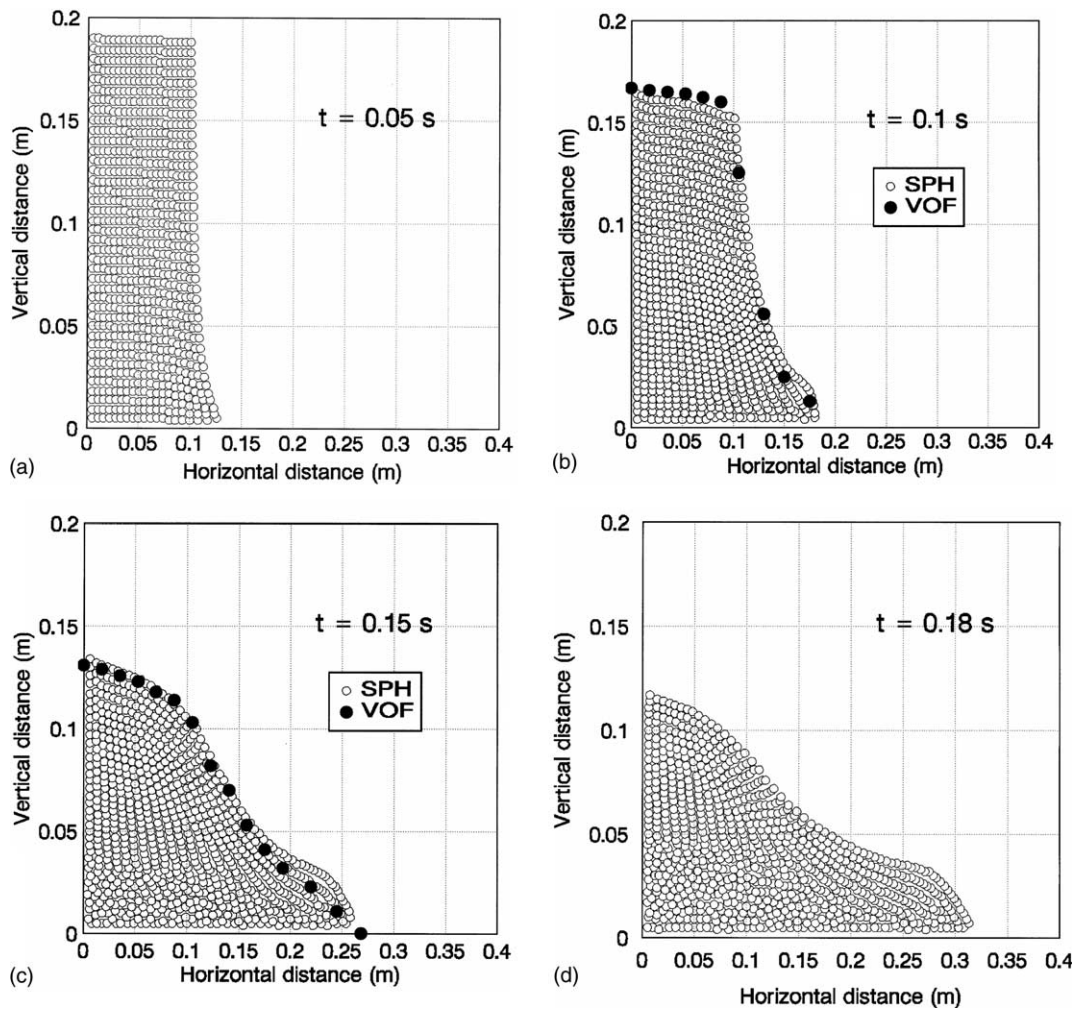 0.2
0.15
0.1
0.05
0
Vertical distance (m)
t = 0.05 s
0 0.05 0.1 0.15 0.2 0.25 0.3 0.35 0.4
Horizontal distance (m)
(a)
0.2
0.15
0.1
0.05
0
Vertical distance (m)
t = 0.1 s
SPH
VOF
0 0.05 0.1 0.15 0.2 0.25 0.3 0.35 0.4
Horizontal distance (m)
(b)
0.2
0.15
0.1
0.05
0
Vertical distance (m)
t = 0.15 s
SPH
VOF
0 0.05 0.1 0.15 0.2 0.25 0.3 0.35 0.4
Horizontal distance (m)
(c)
0.2
0.15
0.1
0.05
0
Vertical distance (m)
t = 0.18 s
0 0.05 0.1 0.15 0.2 0.25 0.3 0.35 0.4
Horizontal distance (m)
(d)